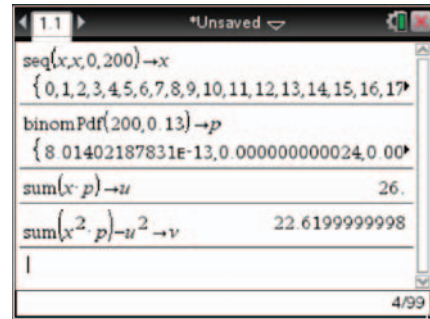 1.1 *Unsaved
seq(x,x,0,200)→x
{0,1,2,3,4,5,6,7,8,9,10,11,12,13,14,15,16,17▸
binomPdf(200,0.13)→p
{8.01402187831E-13,0.000000000024,0.00▸
sum(x·p)→u 26.
sum(x²·p)−u²→v 22.6199999998
4/99